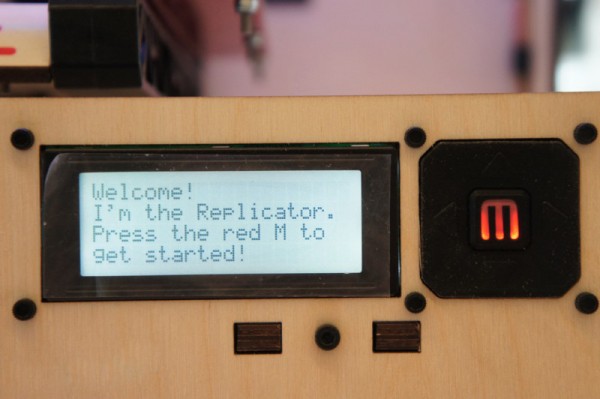 Welcome!
I'm the Replicator.
Press the red M to
get started!
M